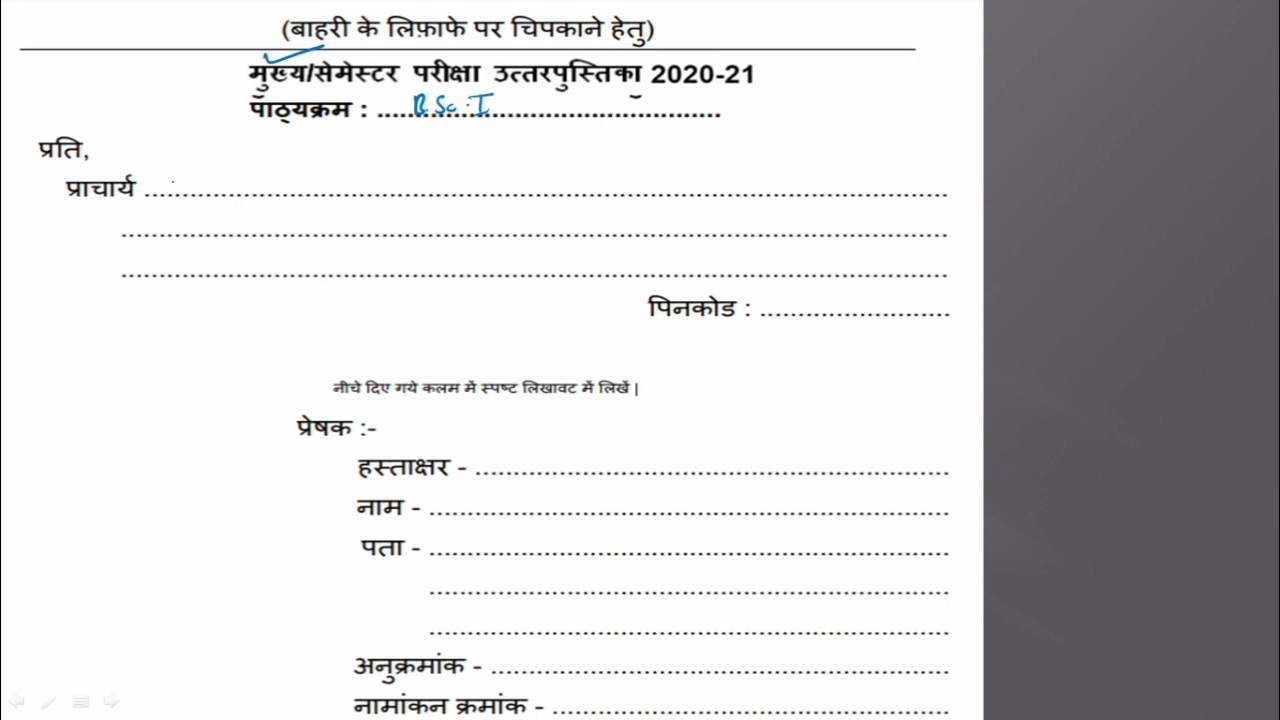 (बाहरी के लिफ़ाफे पर चिपकाने हेतु)
मुख्य/सेमेस्टर परीक्षा उत्तरपुस्तिका 2020-21
पाठ्यक्रम : .... B.Sc.I ..............................
प्रति,
प्राचार्य ................................................................................
................................................................................
................................................................................
पिनकोड : .........................
नीचे दिए गये कलम में स्पष्ट लिखावट में लिखें |
प्रेषक :-
हस्ताक्षर - ..................................................
नाम - .......................................................
पता - .......................................................
.......................................................
.......................................................
अनुक्रमांक - ................................................
नामांकन क्रमांक - ..........................................